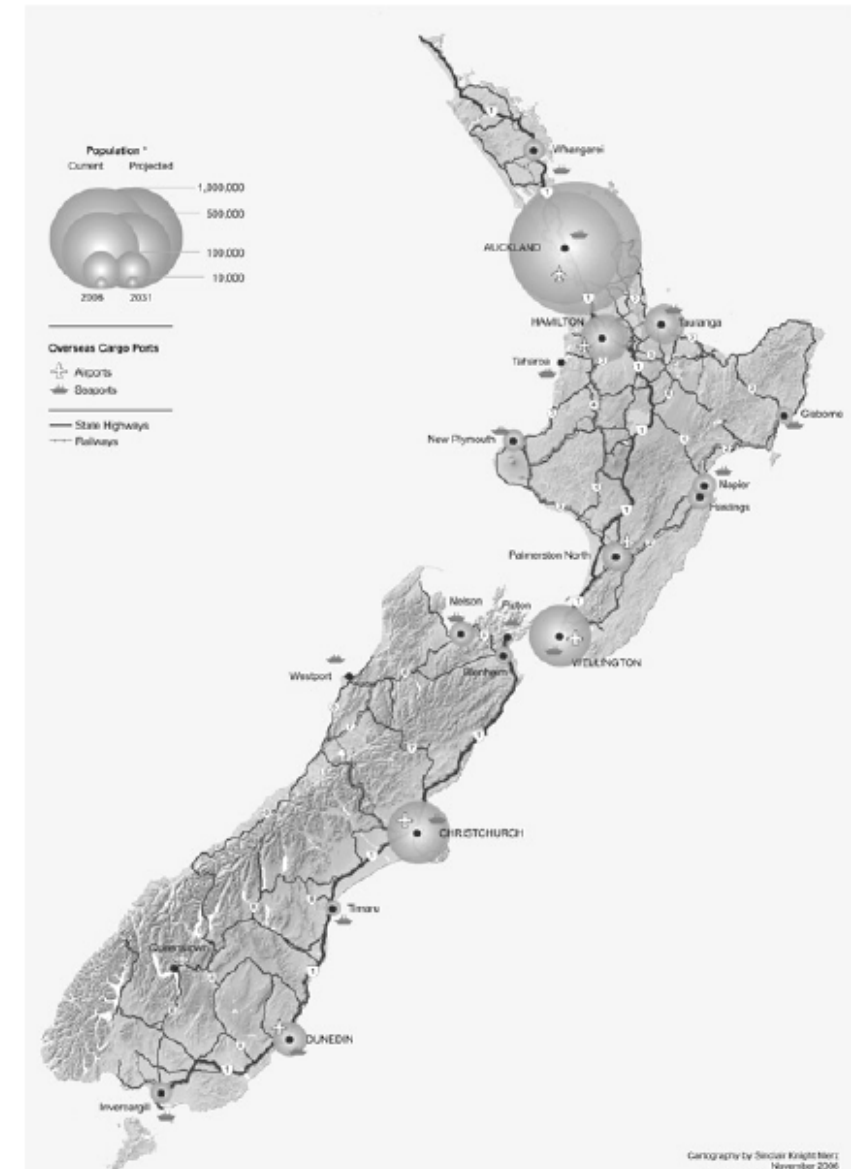 Population *
Current Projected
1,000,000
500,000
100,000
10,000
2006 2031
Overseas Cargo Ports
Airports
Seaports
State Highways
Railways
Whangarei
AUCKLAND
HAMILTON
Tauranga
Taharoa
Gisborne
New Plymouth
Napier
Hastings
Palmerston North
Nelson
Picton
WELLINGTON
Blenheim
Westport
CHRISTCHURCH
Timaru
Queenstown
DUNEDIN
Invercargill
Cartography by Sinclair Knight Merz
November 2006